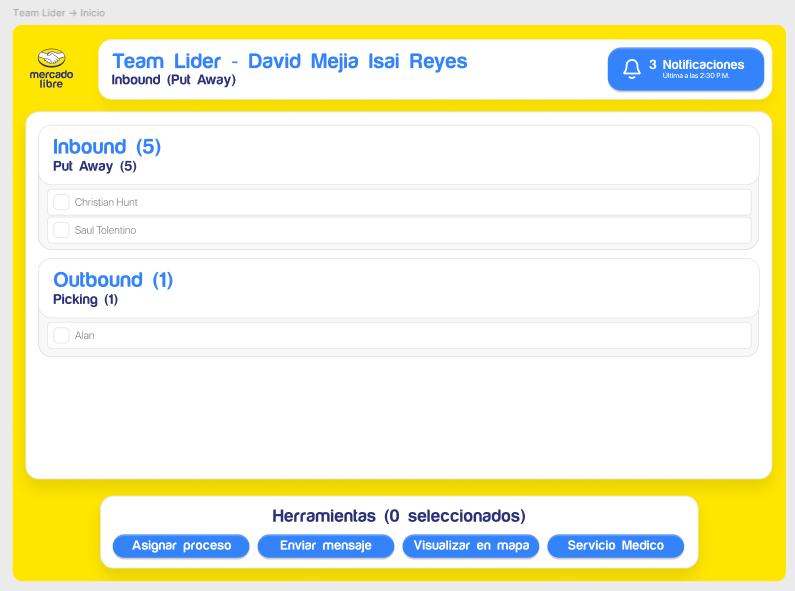 Team Lider → Inicio
mercado
libre
Team Lider - David Mejia Isai Reyes
Inbound (Put Away)
3 Notificaciones
Última a las 2:30 P.M.
Inbound (5)
Put Away (5)
Christian Hunt
Saul Tolentino
Outbound (1)
Picking (1)
Alan
Herramientas (0 seleccionados)
Asignar proceso
Enviar mensaje
Visualizar en mapa
Servicio Medico